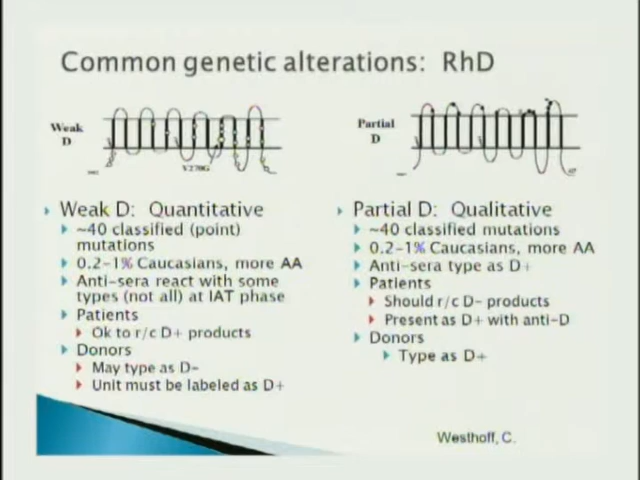 Common genetic alterations: RhD
Weak
D
V270G
Partial
D
Weak D: Quantitative
~40 classified (point)
mutations
0.2-1% Caucasians, more AA
Anti-sera react with some
types (not all) at IAT phase
Patients
Ok to r/c D+ products
Donors
May type as D-
Unit must be labeled as D+
Partial D: Qualitative
~40 classified mutations
0.2-1% Caucasians, more AA
Anti-sera type as D+
Patients
Should r/c D- products
Present as D+ with anti-D
Donors
Type as D+
Westhoff, C.